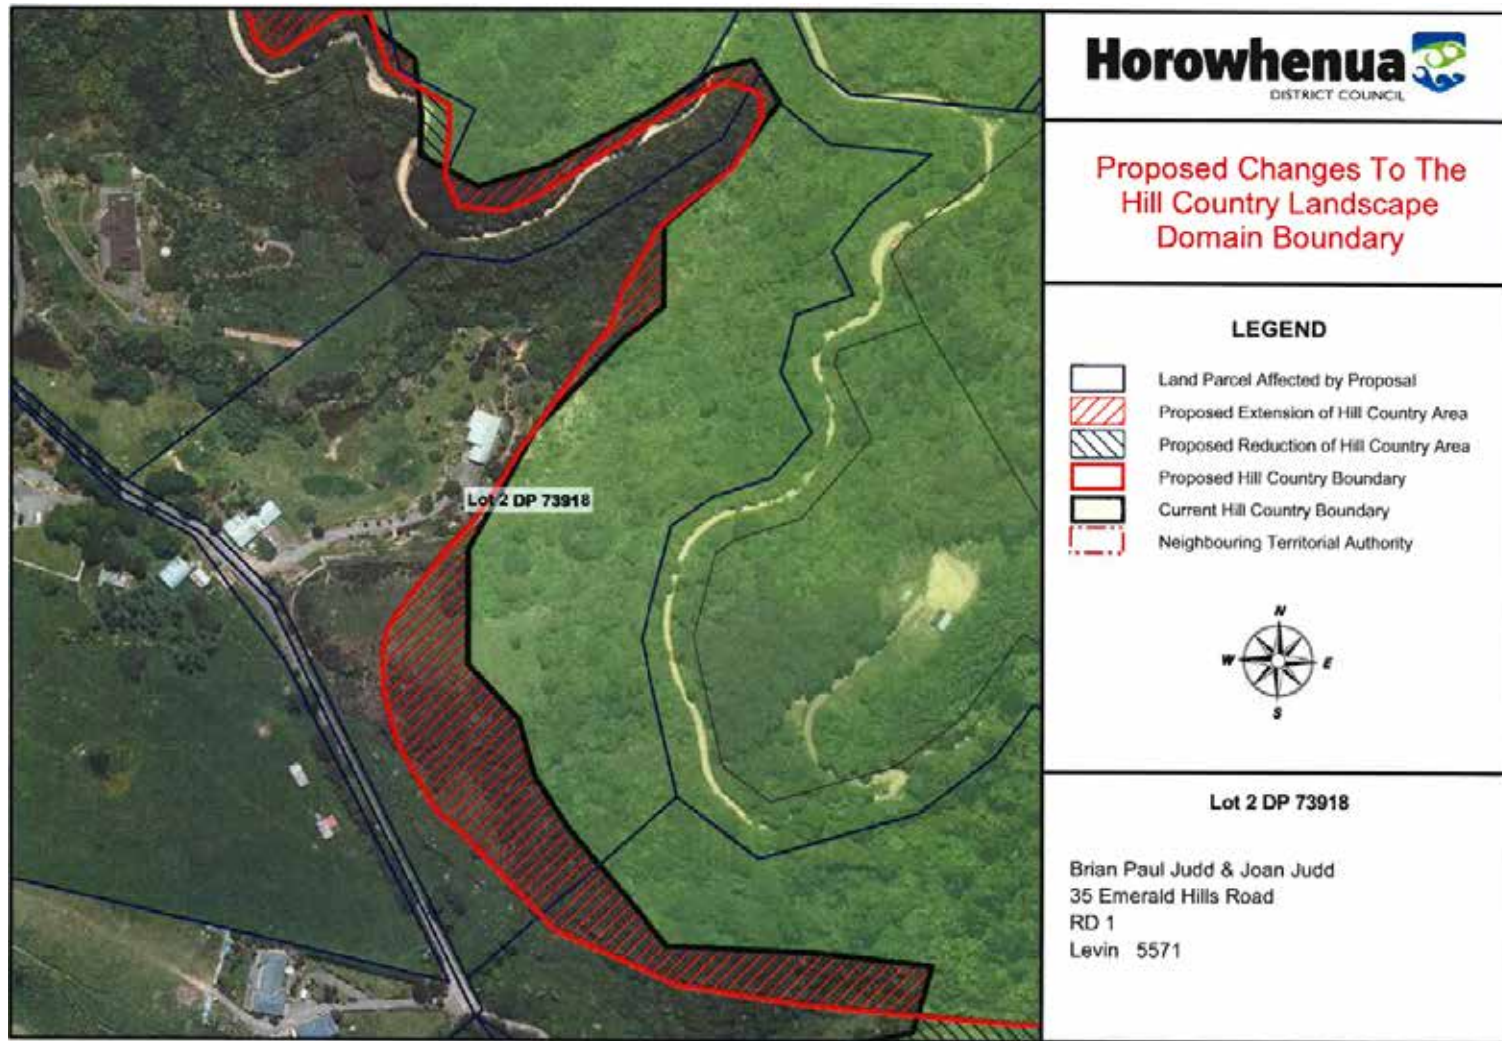 Horowhenua
DISTRICT COUNCIL
Proposed Changes To The
Hill Country Landscape
Domain Boundary
LEGEND
Land Parcel Affected by Proposal
Proposed Extension of Hill Country Area
Proposed Reduction of Hill Country Area
Proposed Hill Country Boundary
Current Hill Country Boundary
Neighbouring Territorial Authority
N
W
E
S
Lot 2 DP 73918
Lot 2 DP 73918
Brian Paul Judd & Joan Judd
35 Emerald Hills Road
RD 1
Levin 5571